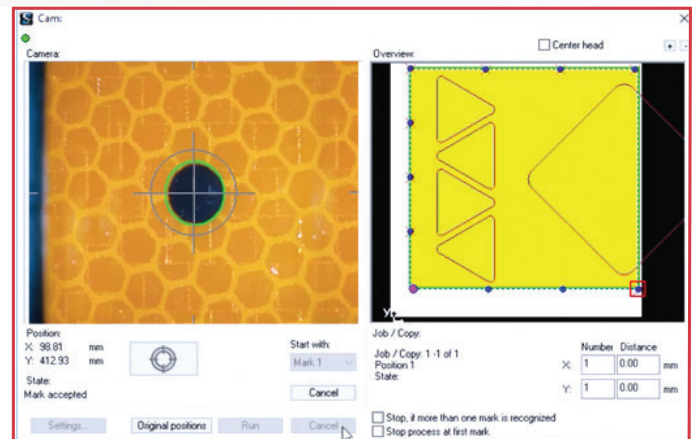 Cam:
Center head
+
-
Camera:
Overview:
Y
Position:
X: 98.81 mm
Y: 412.93 mm
State:
Mark accepted
Start with:
Mark 1
Cancel
Settings...
Original positions
Run
Cancel
Job / Copy:
Job / Copy: 1 -1 of 1
Position 1
State:
Number Distance
X: 1 0.00 mm
Y: 1 0.00 mm
Stop, if more than one mark is recognized
Stop process at first mark